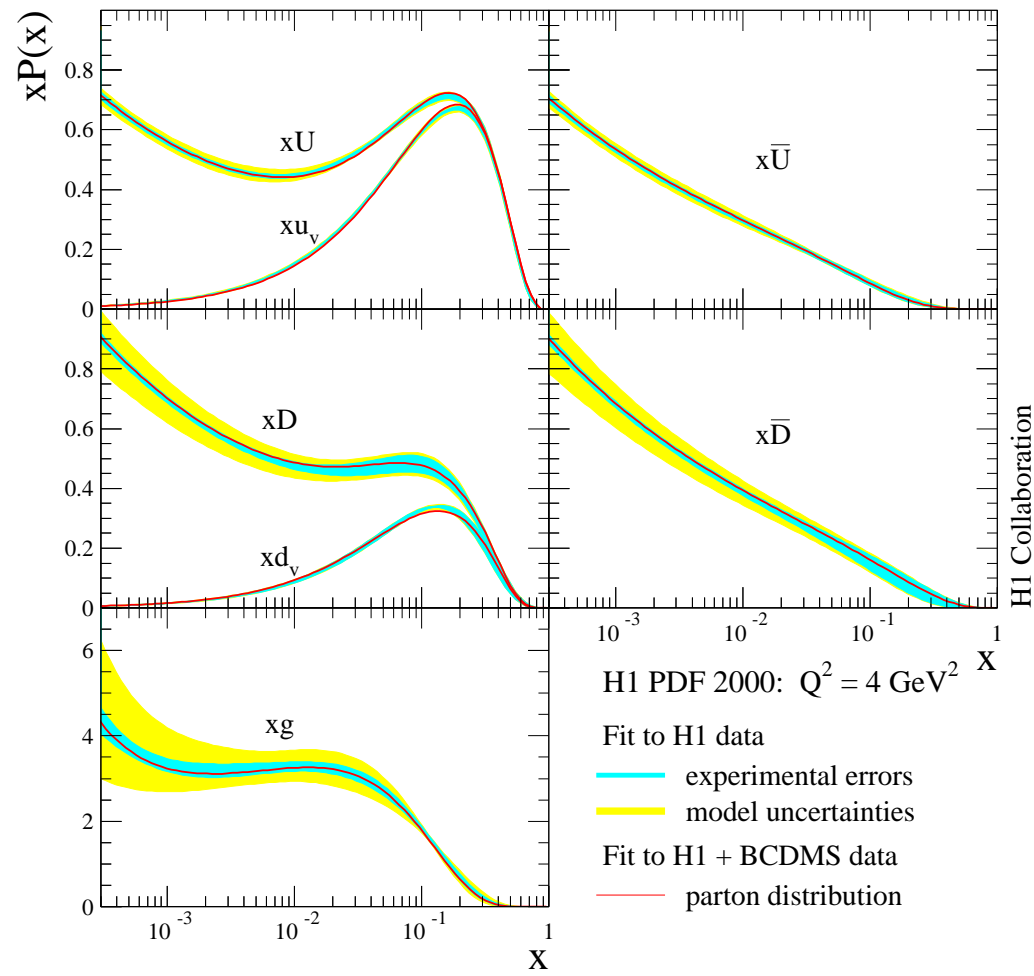 xP(x)
0.8
0.6
0.4
0.2
0
xU
xu_v
xU̅
0.8
0.6
0.4
0.2
0
xD
xd_v
xD̅
10^-3
10^-2
10^-1
1
x
6
4
2
0
xg
10^-3
10^-2
10^-1
1
x
H1 PDF 2000: Q^2 = 4 GeV^2
Fit to H1 data
experimental errors
model uncertainties
Fit to H1 + BCDMS data
parton distribution
H1 Collaboration